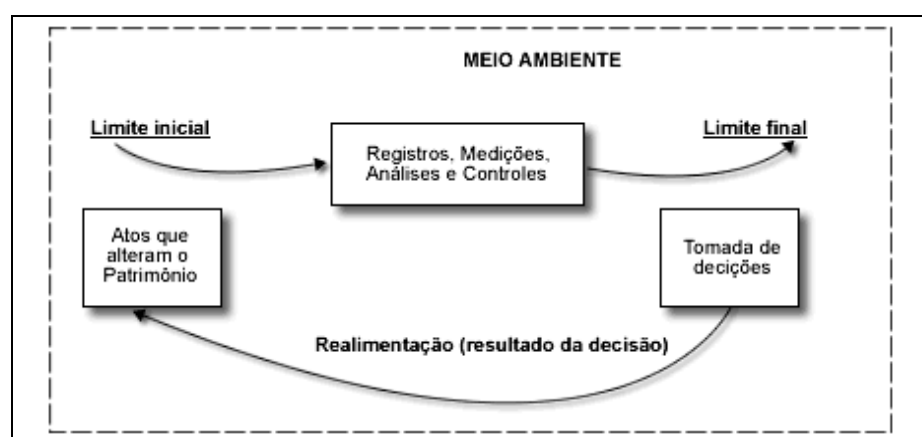 MEIO AMBIENTE
Limite inicial
Limite final
Registros, Medições,
Análises e Controles
Atos que
alteram o
Patrimônio
Tomada de
decições
Realimentação (resultado da decisão)